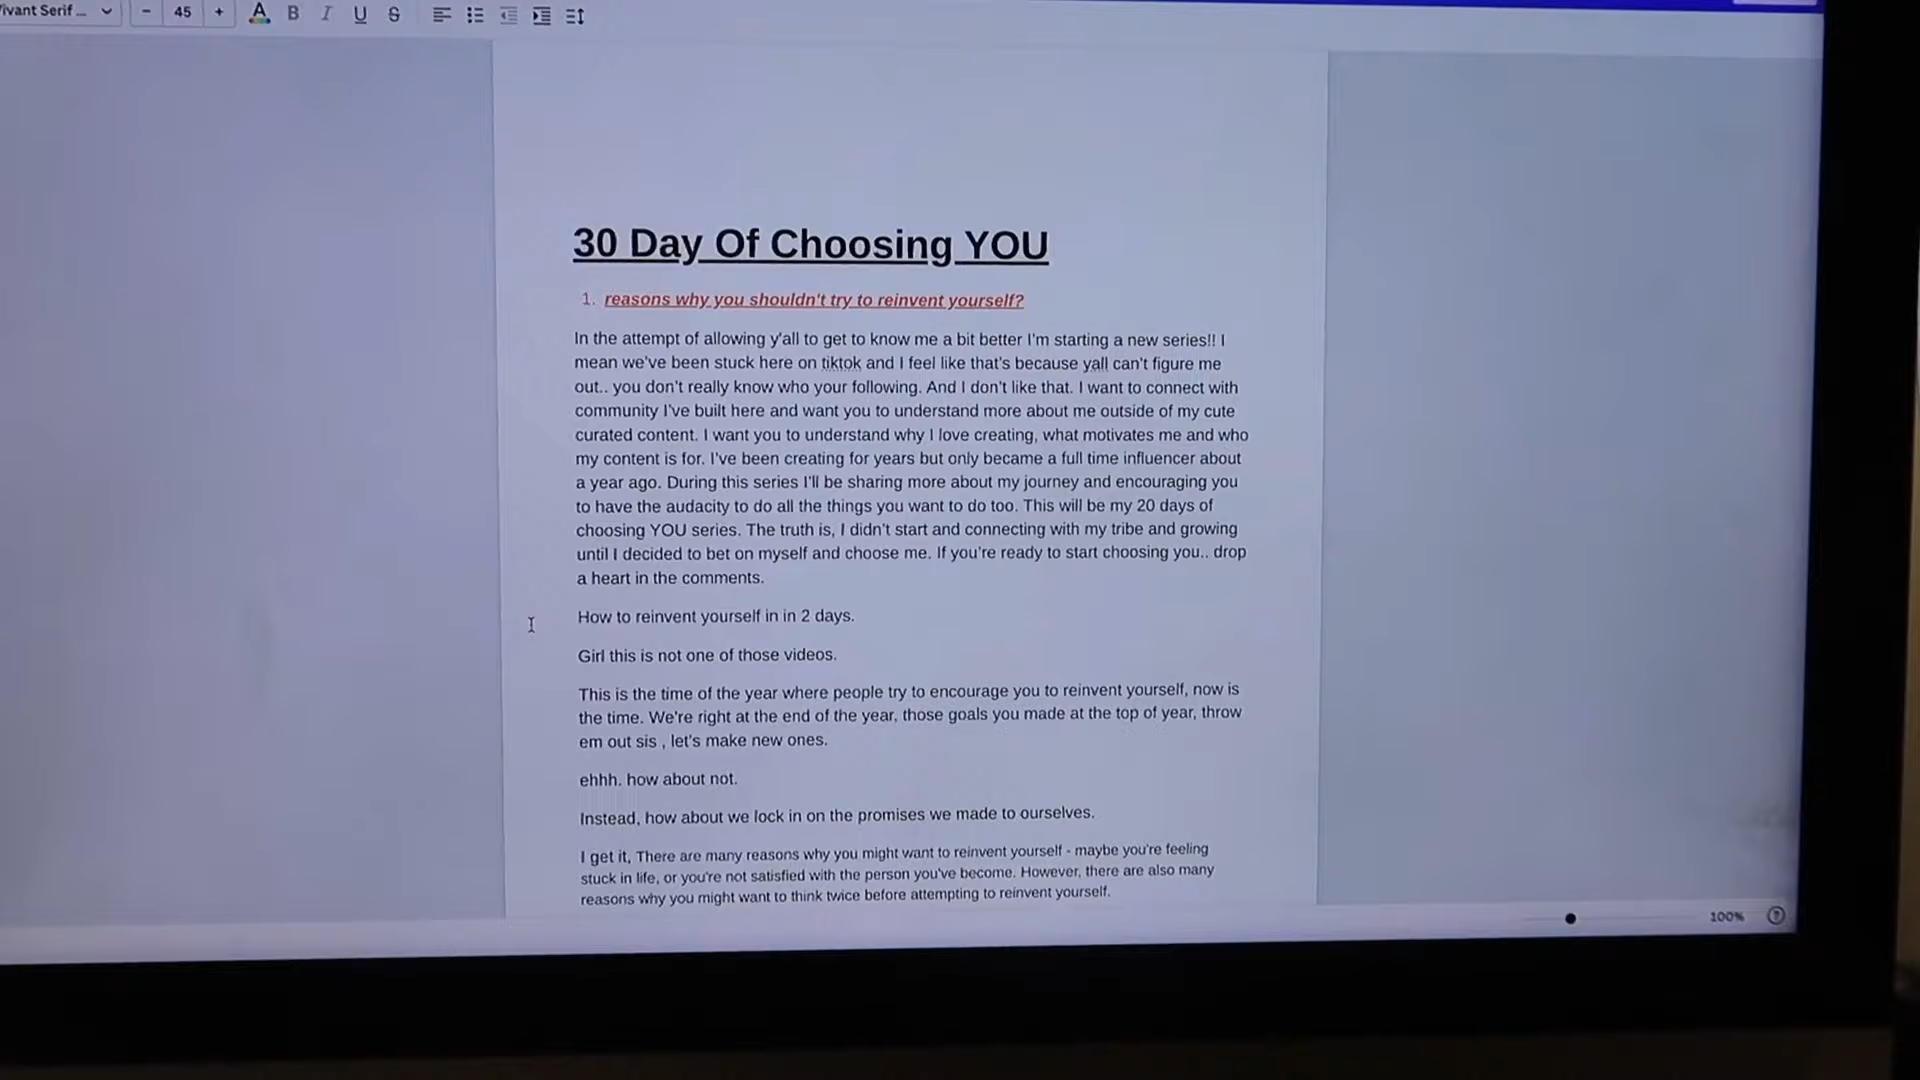 ivant Serif ...
− 45 +
A B I U S
30 Day Of Choosing YOU
1. reasons why you shouldn't try to reinvent yourself?
In the attempt of allowing y'all to get to know me a bit better I'm starting a new series!! I
mean we've been stuck here on tiktok and I feel like that's because yall can't figure me
out.. you don't really know who your following. And I don't like that. I want to connect with
community I've built here and want you to understand more about me outside of my cute
curated content. I want you to understand why I love creating, what motivates me and who
my content is for. I've been creating for years but only became a full time influencer about
a year ago. During this series I'll be sharing more about my journey and encouraging you
to have the audacity to do all the things you want to do too. This will be my 20 days of
choosing YOU series. The truth is, I didn't start and connecting with my tribe and growing
until I decided to bet on myself and choose me. If you're ready to start choosing you.. drop
a heart in the comments.
How to reinvent yourself in in 2 days.
Girl this is not one of those videos.
This is the time of the year where people try to encourage you to reinvent yourself, now is
the time. We're right at the end of the year, those goals you made at the top of year, throw
em out sis , let's make new ones.
ehhh. how about not.
Instead, how about we lock in on the promises we made to ourselves.
I get it, There are many reasons why you might want to reinvent yourself - maybe you're feeling
stuck in life, or you're not satisfied with the person you've become. However, there are also many
reasons why you might want to think twice before attempting to reinvent yourself.
100% ?